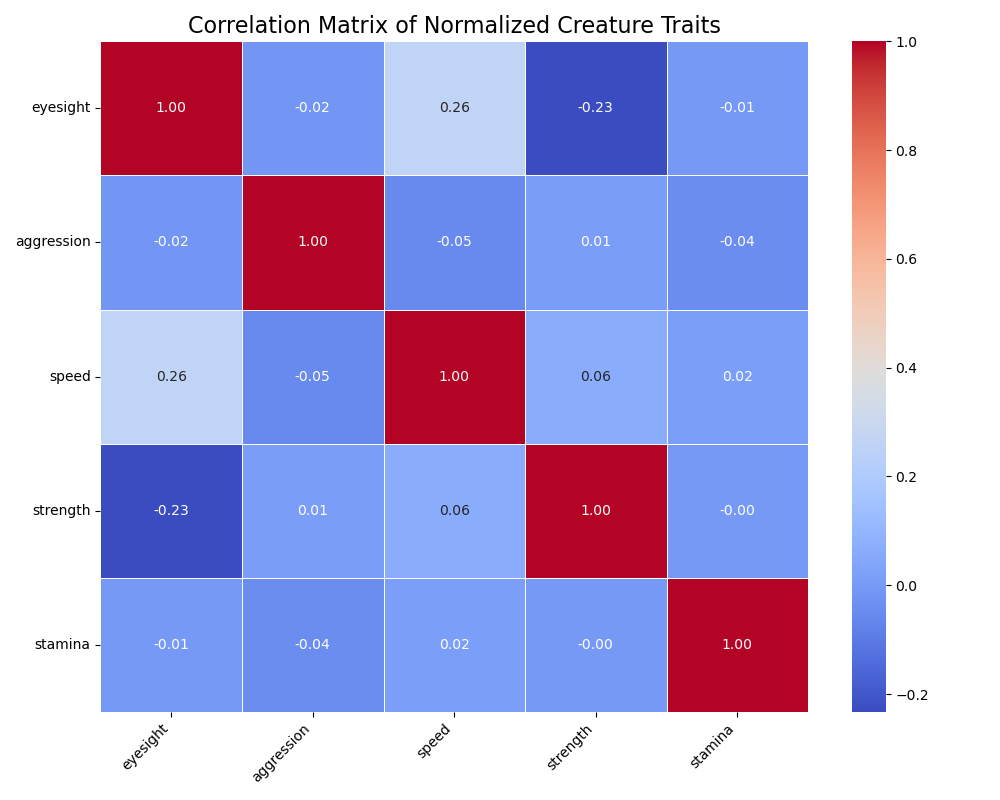 Correlation Matrix of Normalized Creature Traits
eyesight 1.00 -0.02 0.26 -0.23 -0.01
aggression -0.02 1.00 -0.05 0.01 -0.04
speed 0.26 -0.05 1.00 0.06 0.02
strength -0.23 0.01 0.06 1.00 -0.00
stamina -0.01 -0.04 0.02 -0.00 1.00
eyesight aggression speed strength stamina
1.0
0.8
0.6
0.4
0.2
0.0
−0.2